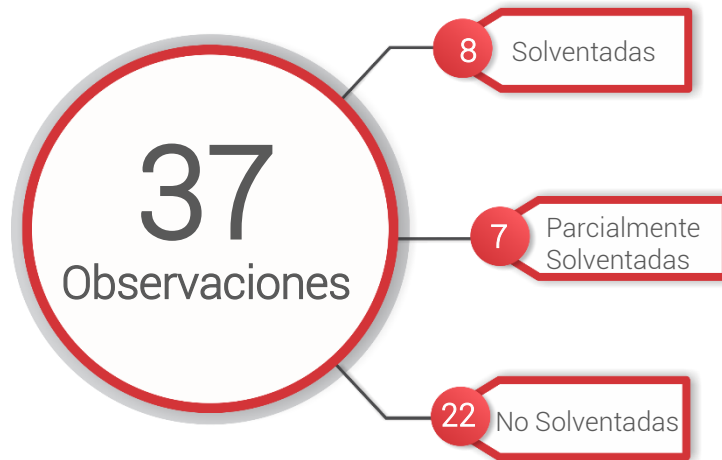 37
Observaciones
8
Solventadas
7
Parcialmente
Solventadas
22
No Solventadas